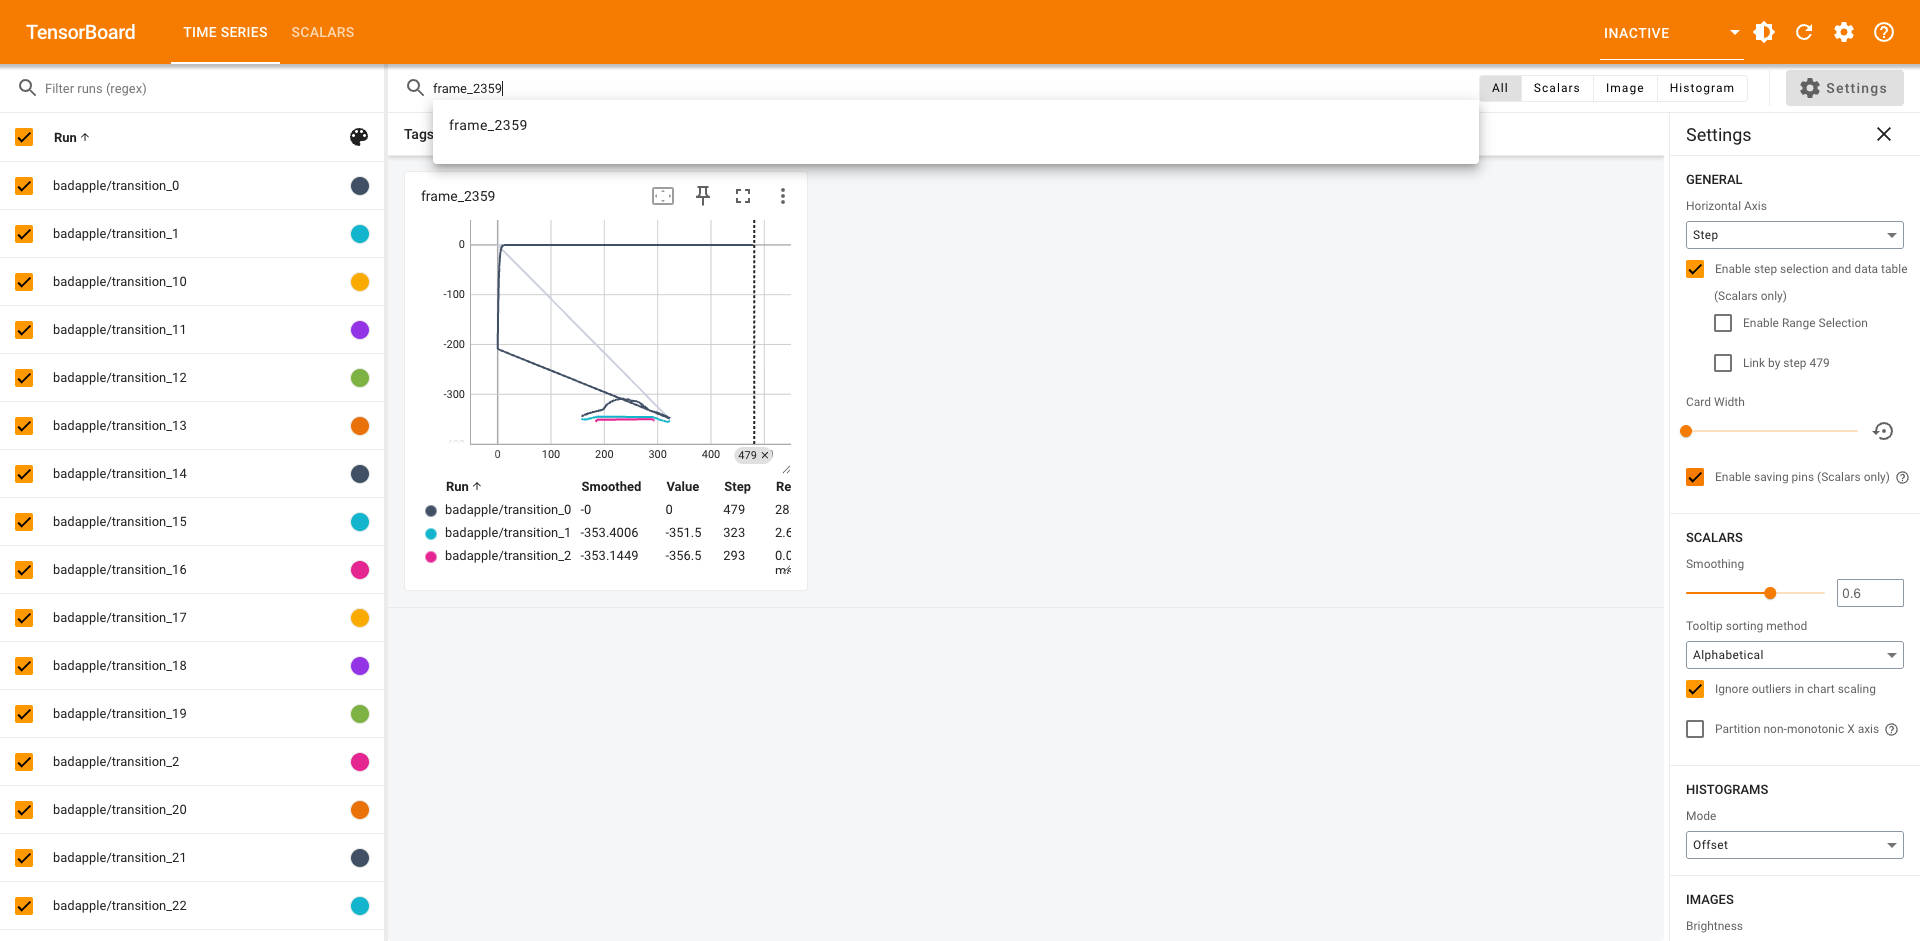 TensorBoard
TIME SERIES
SCALARS
INACTIVE
Filter runs (regex)
frame_2359
All
Scalars
Image
Histogram
Settings
frame_2359
Run
Tags
Settings
badapple/transition_0
badapple/transition_1
badapple/transition_10
badapple/transition_11
badapple/transition_12
badapple/transition_13
badapple/transition_14
badapple/transition_15
badapple/transition_16
badapple/transition_17
badapple/transition_18
badapple/transition_19
badapple/transition_2
badapple/transition_20
badapple/transition_21
badapple/transition_22
frame_2359
0
-100
-200
-300
0 100 200 300 400
479
Run Smoothed Value Step Re
badapple/transition_0 -0 0 479 28.
badapple/transition_1 -353.4006 -351.5 323 2.6
badapple/transition_2 -353.1449 -356.5 293 0.0
GENERAL
Horizontal Axis
Step
Enable step selection and data table
(Scalars only)
Enable Range Selection
Link by step 479
Card Width
Enable saving pins (Scalars only)
SCALARS
Smoothing
0.6
Tooltip sorting method
Alphabetical
Ignore outliers in chart scaling
Partition non-monotonic X axis
HISTOGRAMS
Mode
Offset
IMAGES
Brightness